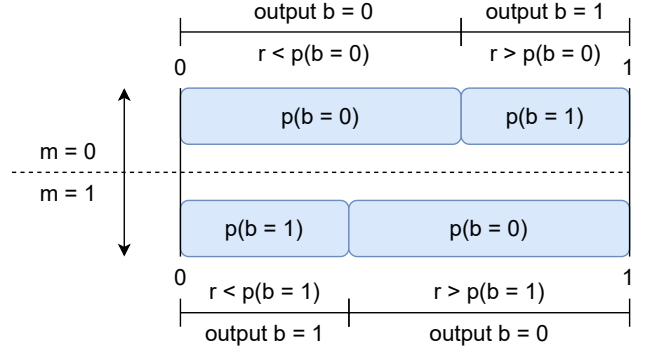 output b = 0 output b = 1
r < p(b = 0) r > p(b = 0)
0 1
p(b = 0) p(b = 1)
m = 0
m = 1
p(b = 1) p(b = 0)
0 1
r < p(b = 1) r > p(b = 1)
output b = 1 output b = 0